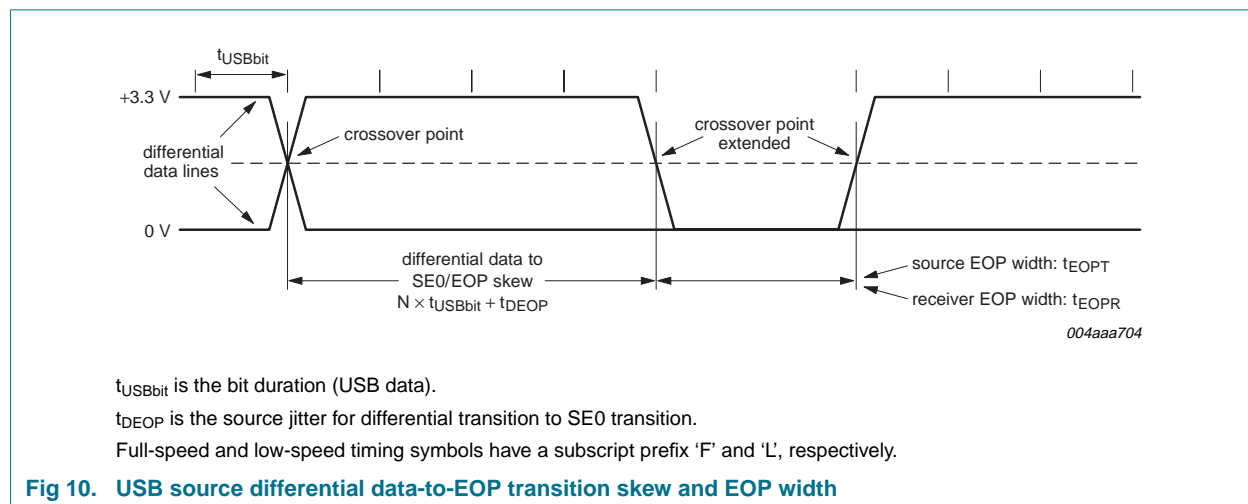 tUSBbit
+3.3 V
crossover point
crossover point
extended
differential
data lines
0 V
differential data to
SE0/EOP skew
N × tUSBbit + tDEOP
source EOP width: tEOPT
receiver EOP width: tEOPR
004aaa704
tUSBbit is the bit duration (USB data).
tDEOP is the source jitter for differential transition to SE0 transition.
Full-speed and low-speed timing symbols have a subscript prefix ‘F’ and ‘L’, respectively.
Fig 10. USB source differential data-to-EOP transition skew and EOP width